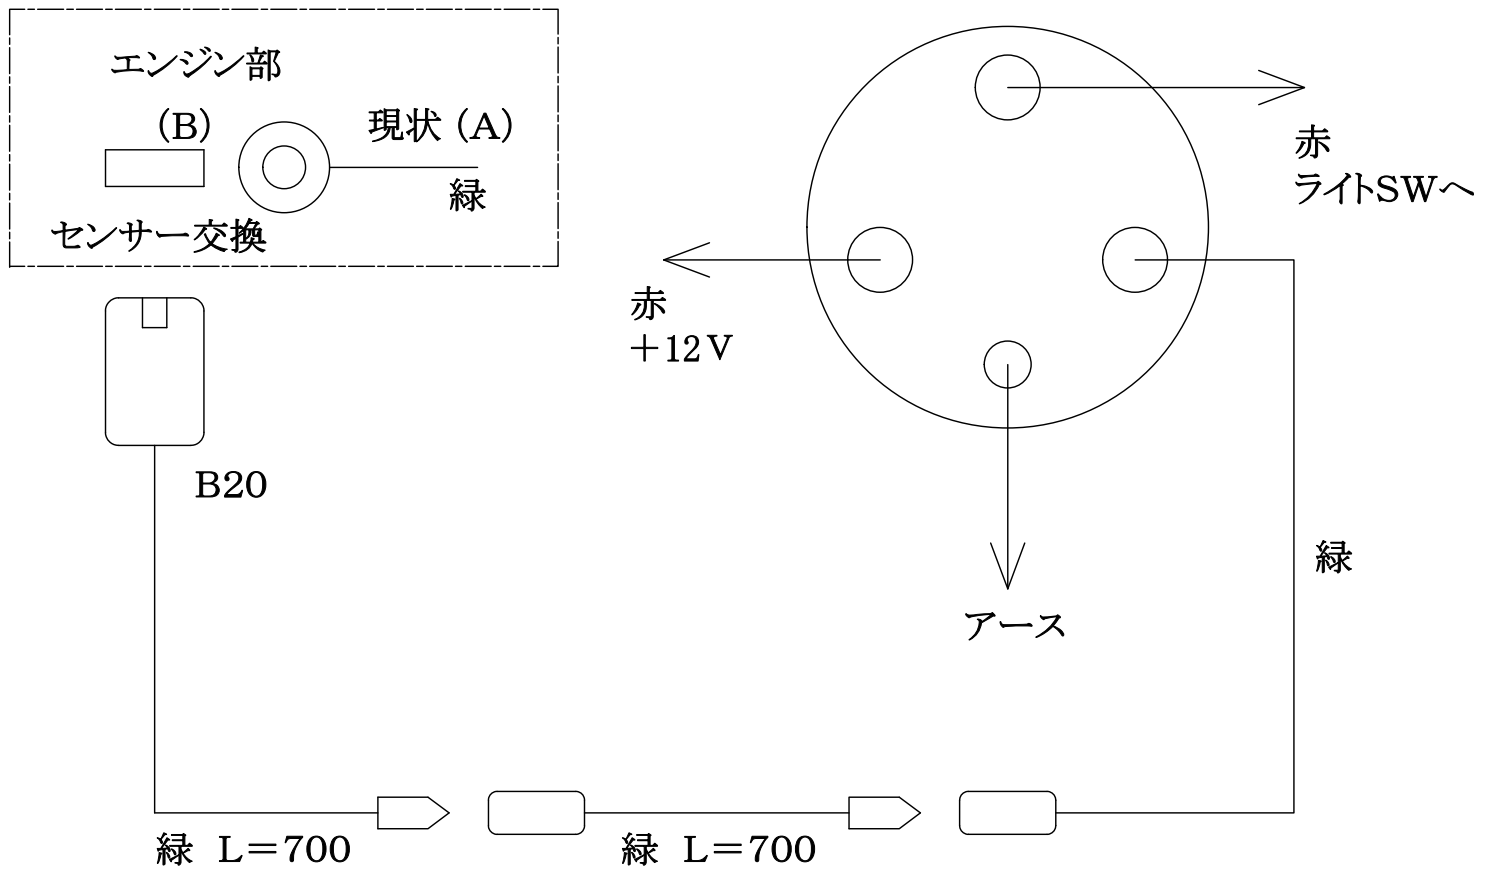 エンジン部
(B)
現状 (A)
緑
センサー交換
赤
ライトSWへ
赤
+12V
B20
緑
アース
緑 L=700
緑 L=700